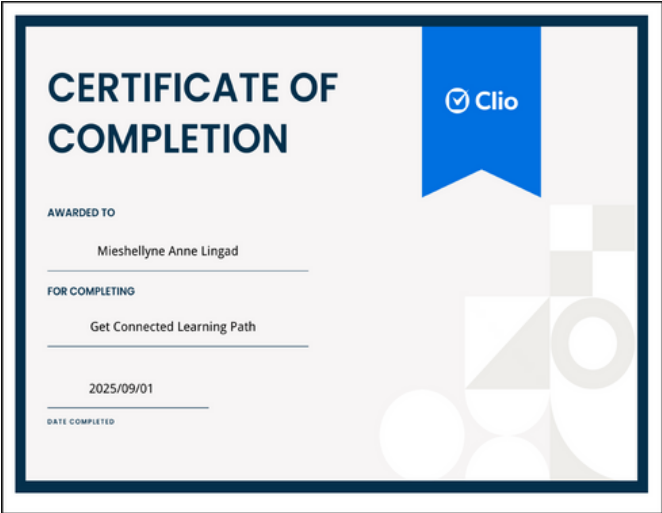 CERTIFICATE OF
COMPLETION
Clio
AWARDED TO
Mieshellyne Anne Lingad
FOR COMPLETING
Get Connected Learning Path
2025/09/01
DATE COMPLETED